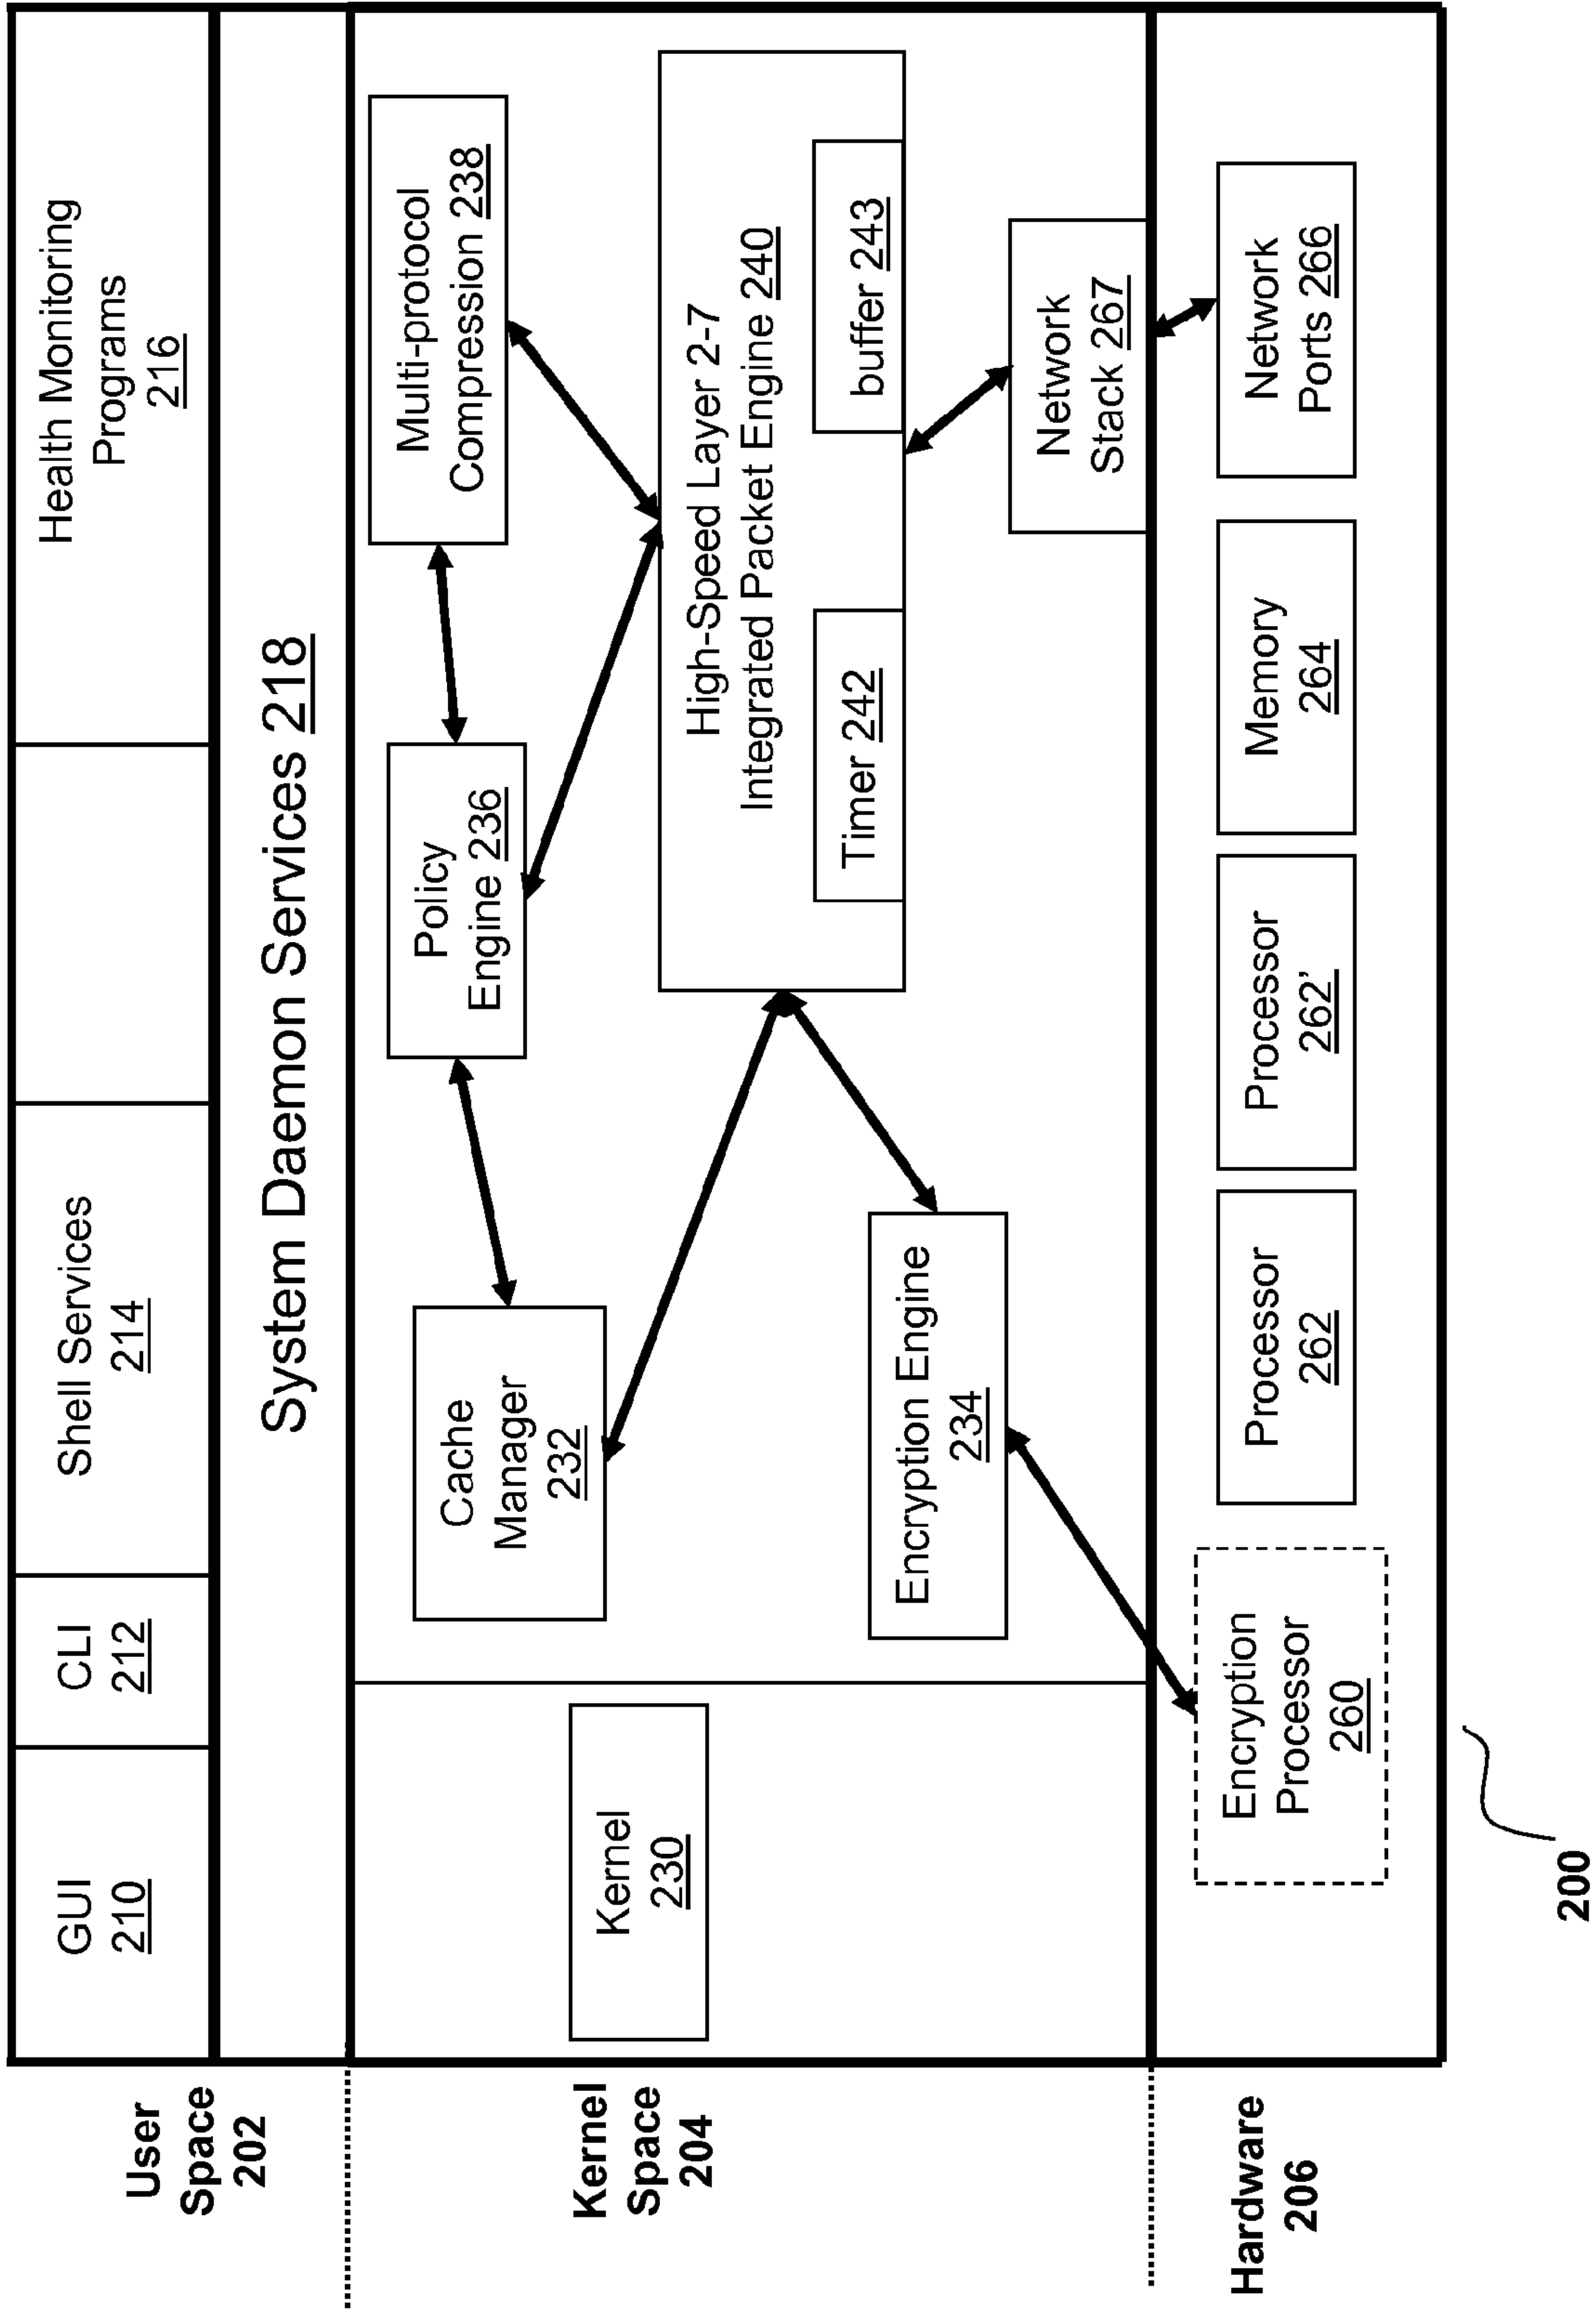 User
Space
202
GUI
210
CLI
212
Shell Services
214
Health Monitoring
Programs
216
System Daemon Services 218
Kernel
Space
204
Kernel
230
Cache
Manager
232
Policy
Engine 236
Multi-protocol
Compression 238
High-Speed Layer 2-7
Integrated Packet Engine 240
Timer 242
buffer 243
Encryption Engine
234
Network
Stack 267
Hardware
206
Encryption
Processor
260
Processor
262
Processor
262’
Memory
264
Network
Ports 266
200